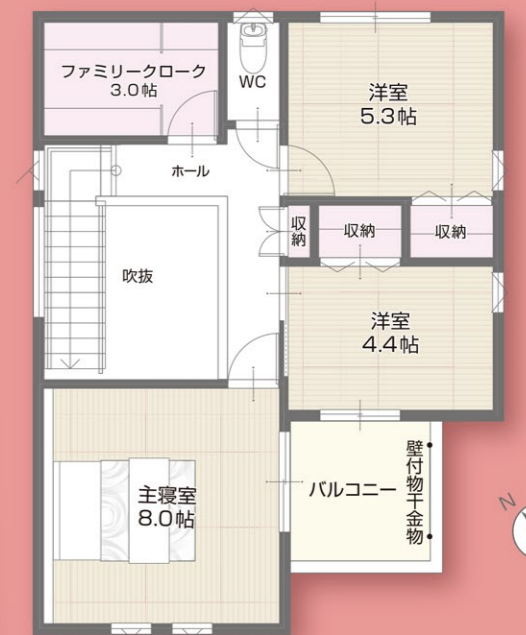 ファミリークローク
3.0帖
WC
洋室
5.3帖
ホール
収納
収納
収納
吹抜
洋室
4.4帖
主寝室
8.0帖
バルコニー
壁付物干金物
N